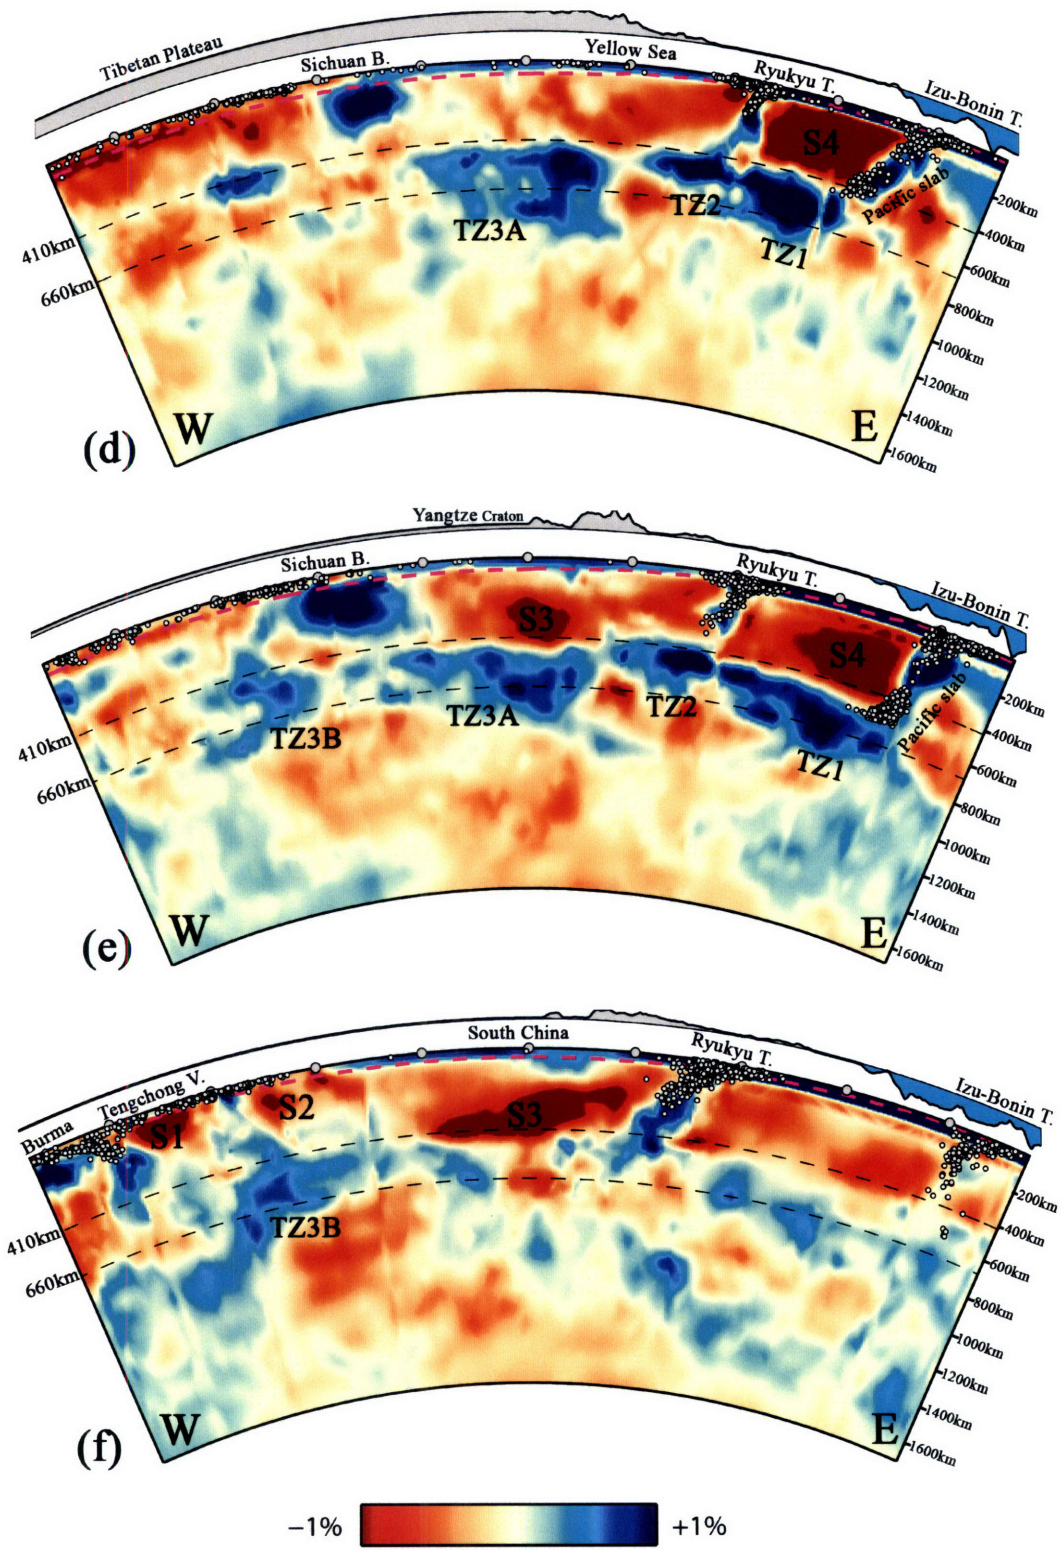 Tibetan Plateau
Sichuan B.
Yellow Sea
Ryukyu T.
Izu-Bonin T.
S4
Pacific slab
TZ3A
TZ2
TZ1
410km
660km
200km
400km
600km
800km
1000km
1200km
1400km
1600km
W
E
(d)
Yangtze Craton
Sichuan B.
Ryukyu T.
Izu-Bonin T.
S3
S4
Pacific slab
TZ3B
TZ3A
TZ2
TZ1
410km
660km
200km
400km
600km
800km
1000km
1200km
1400km
1600km
W
E
(e)
South China
Ryukyu T.
Tengchong V.
Burma
Izu-Bonin T.
S1
S2
S3
TZ3B
410km
660km
200km
400km
600km
800km
1000km
1200km
1400km
1600km
W
E
(f)
−1%
+1%